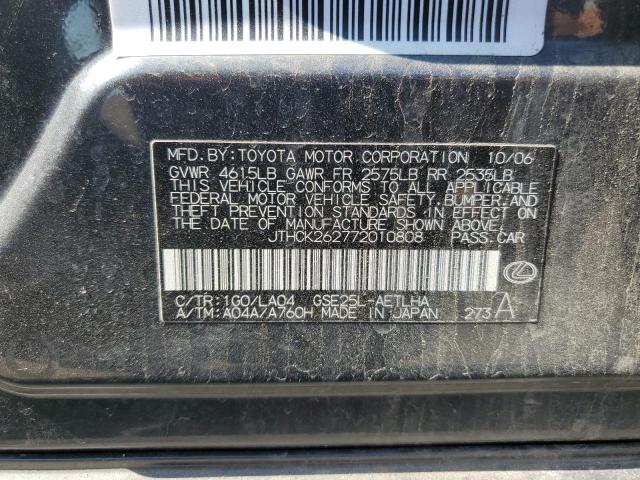 MFD. BY:TOYOTA MOTOR CORPORATION 10/06
GVWR 4615LB GAWR FR 2575LB RR 2535LB
THIS VEHICLE CONFORMS TO ALL APPLICABLE
FEDERAL MOTOR VEHICLE SAFETY,BUMPER,AND
THEFT PREVENTION STANDARDS IN EFFECT ON
THE DATE OF MANUFACTURE SHOWN ABOVE.
JTHCK262772010808 PASS.CAR
C/TR:1G0/LA04 GSE25L-AETLHA
A/TM:A04A/A760H MADE IN JAPAN 273 A